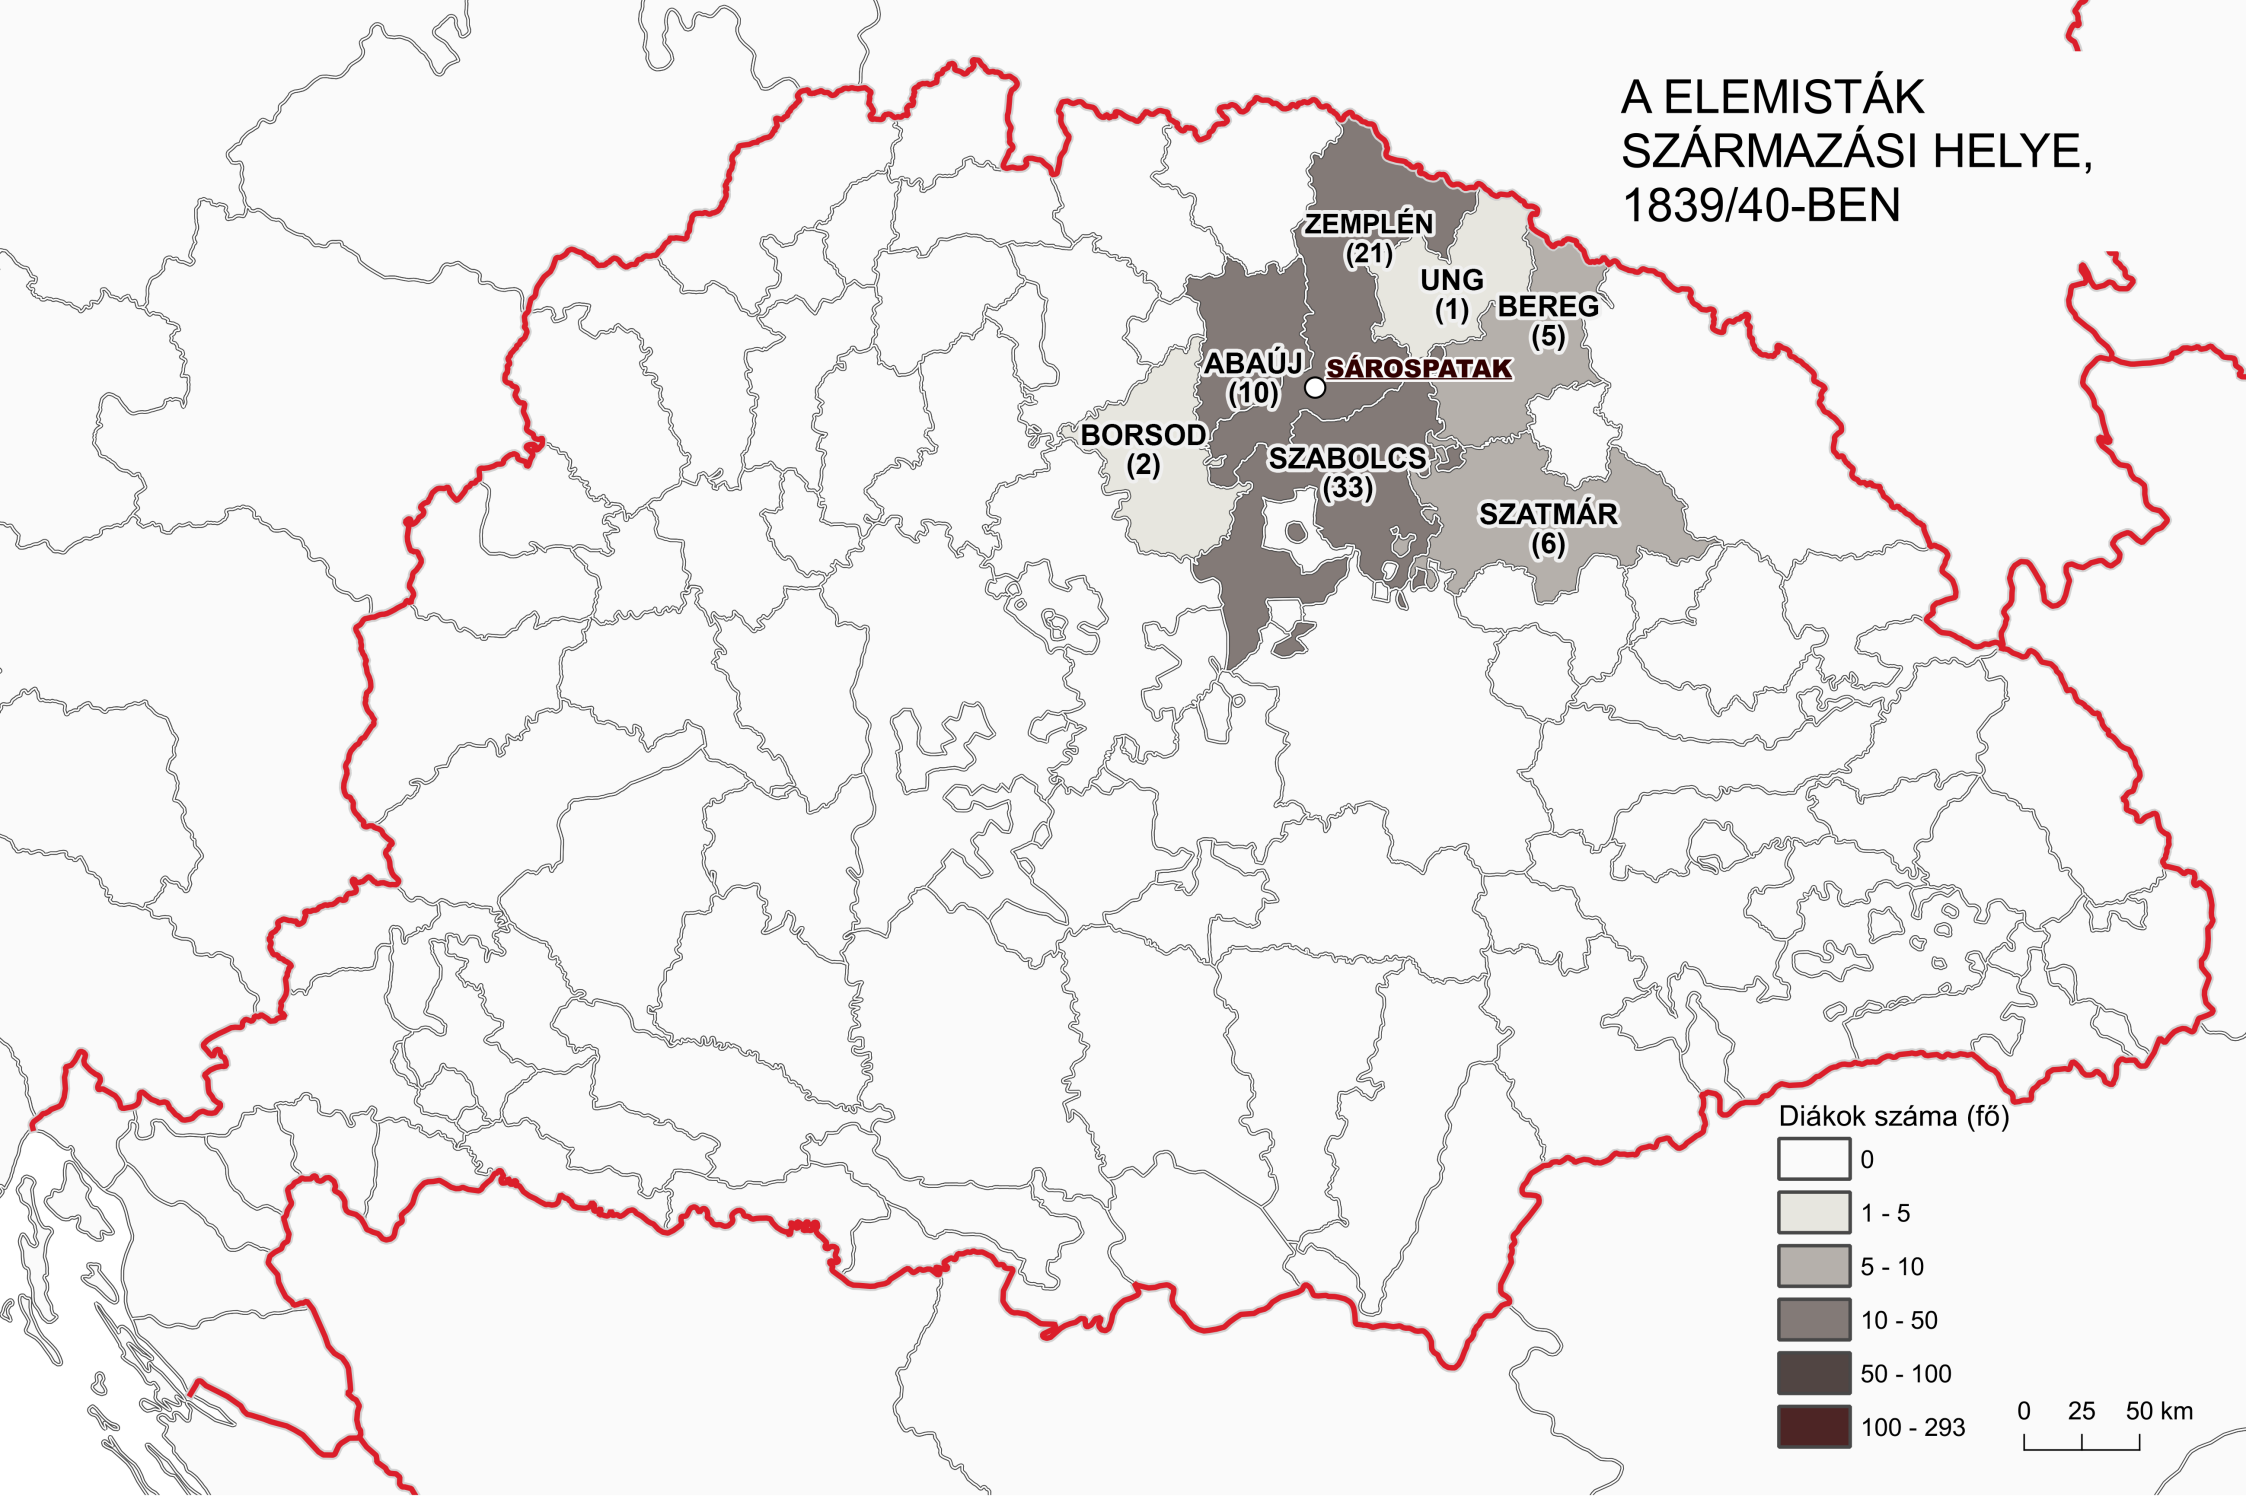 A ELEMISTÁK
SZÁRMAZÁSI HELYE,
1839/40-BEN
ZEMPLÉN
(21)
UNG
(1)
BEREG
(5)
ABAÚJ
(10)
SÁROSPATAK
BORSOD
(2)
SZABOLCS
(33)
SZATMÁR
(6)
Diákok száma (fő)
0
1 - 5
5 - 10
10 - 50
50 - 100
100 - 293
0 25 50 km